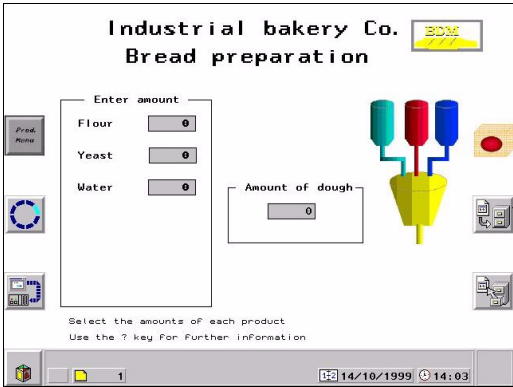 Industrial bakery Co.
BDM
Bread preparation
Enter amount
Flour 0
Yeast 0
Water 0
Amount of dough
0
Prod.
Menu
Select the amounts of each product
Use the ? key for further information
1
1+2 14/10/1999 14:03